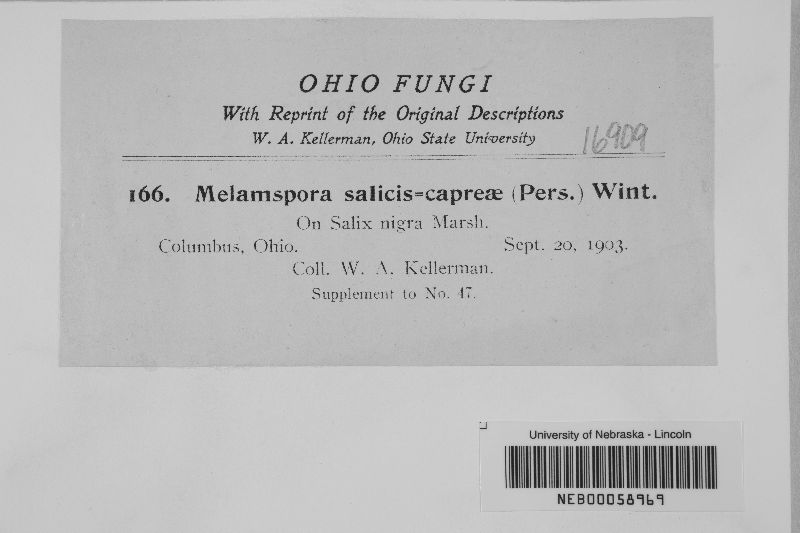 OHIO FUNGI
With Reprint of the Original Descriptions
W. A. Kellerman, Ohio State University
16909
166. Melamspora salicis=capreæ (Pers.) Wint.
On Salix nigra Marsh.
Columbus, Ohio. Sept. 20, 1903.
Coll. W. A. Kellerman.
Supplement to No. 47.
University of Nebraska - Lincoln
NEB00058969